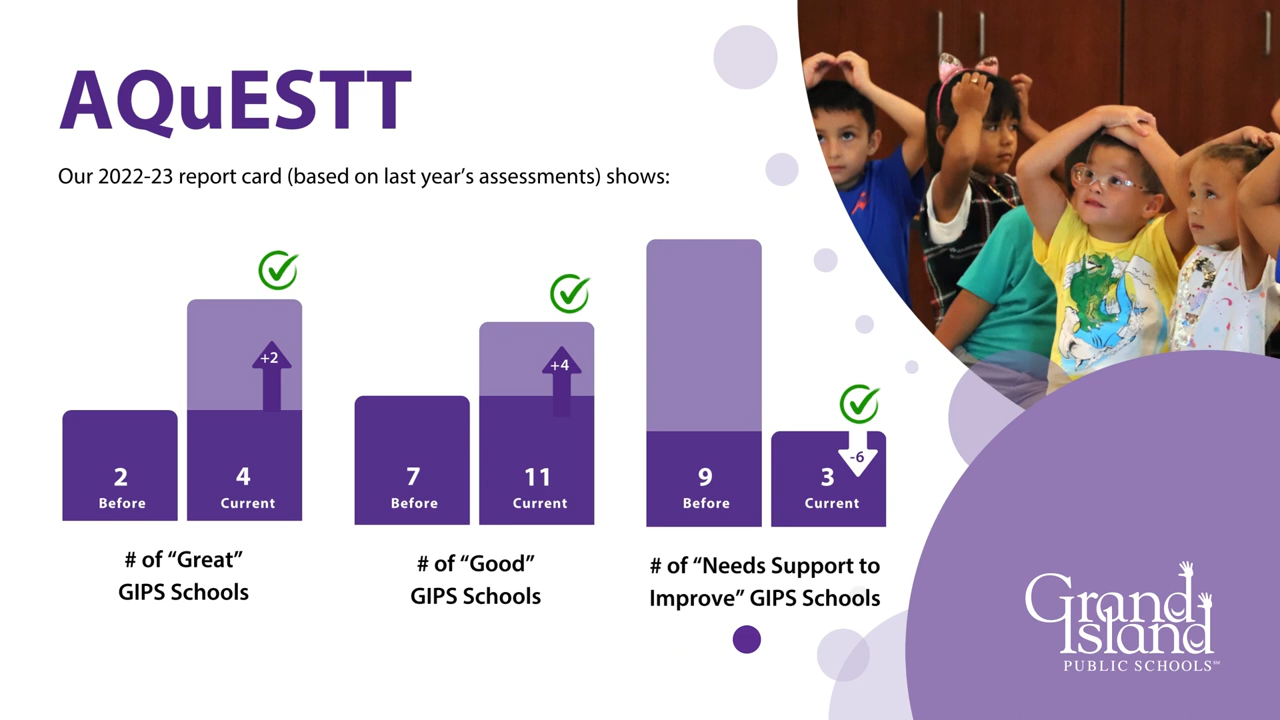 AQuESTT
Our 2022-23 report card (based on last year’s assessments) shows:
+2
2
Before
4
Current
# of “Great”
GIPS Schools
+4
7
Before
11
Current
# of “Good”
GIPS Schools
-6
9
Before
3
Current
# of “Needs Support to
Improve” GIPS Schools
Grand
Island
PUBLIC SCHOOLS℠